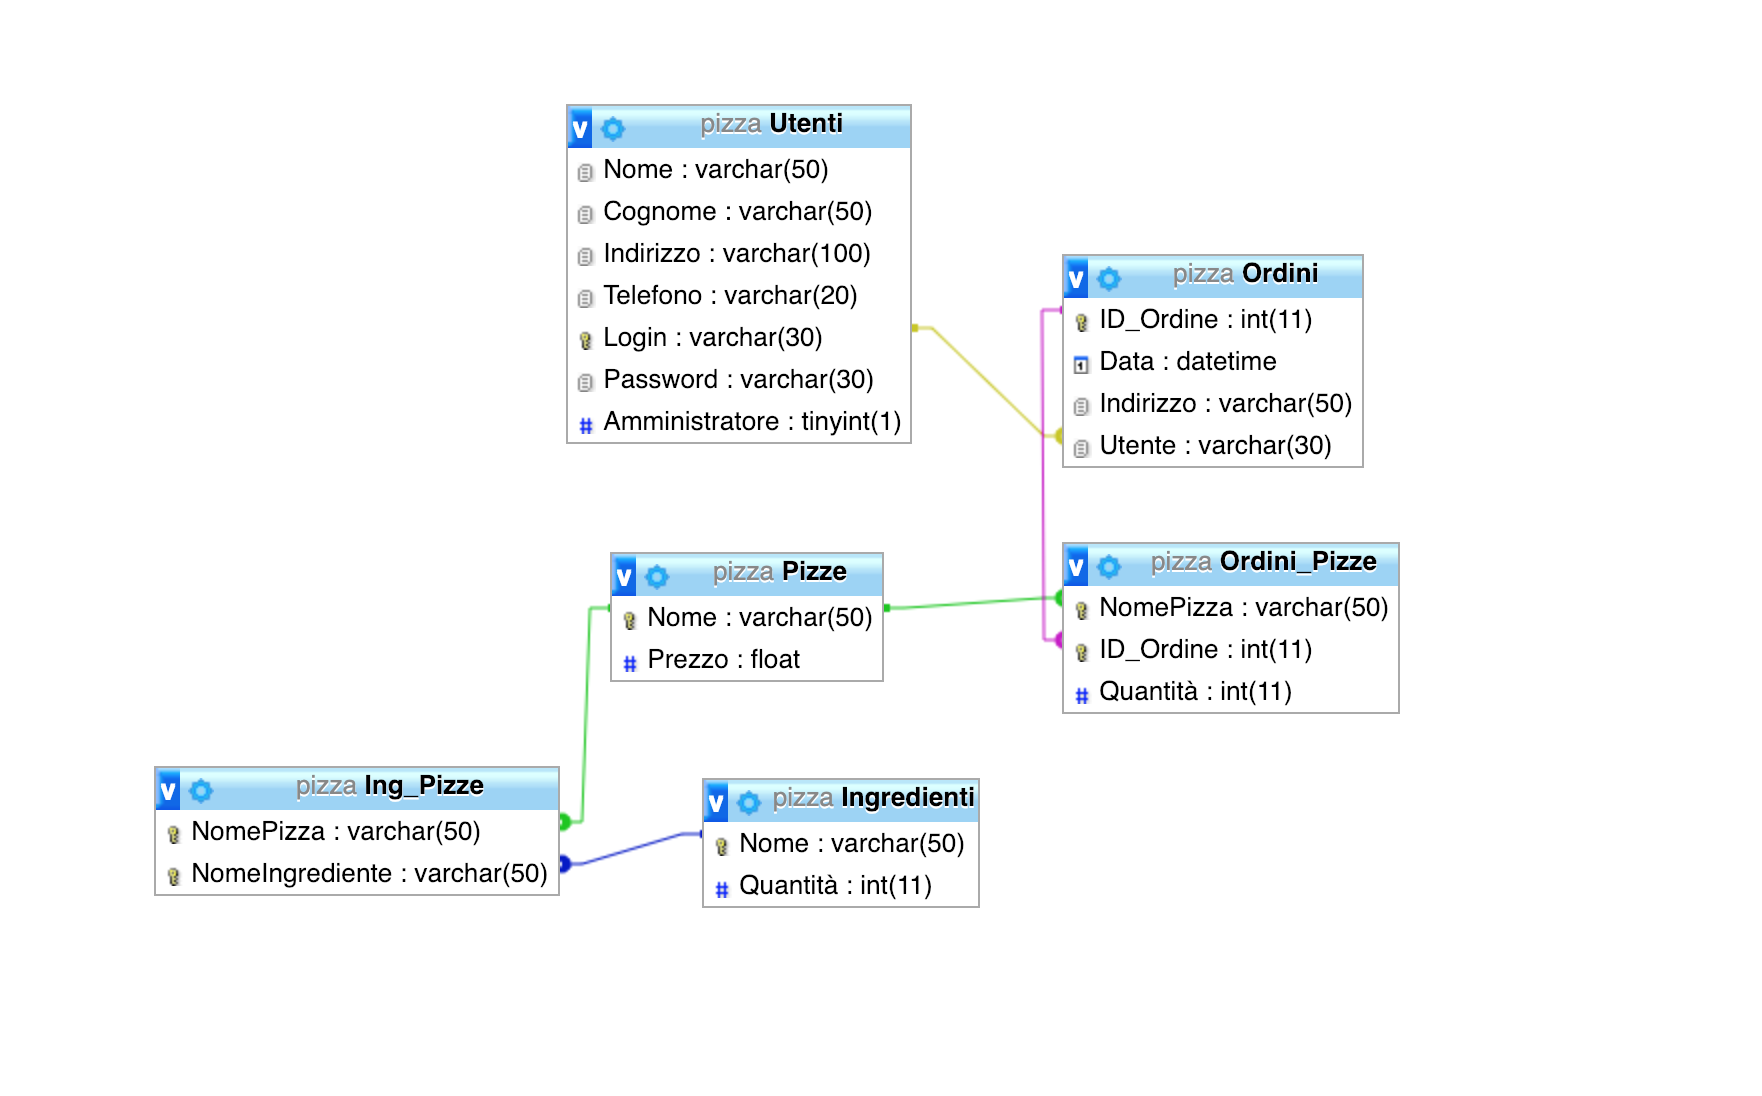 pizza Utenti
Nome : varchar(50)
Cognome : varchar(50)
Indirizzo : varchar(100)
Telefono : varchar(20)
Login : varchar(30)
Password : varchar(30)
# Amministratore : tinyint(1)
pizza Ordini
ID_Ordine : int(11)
Data : datetime
Indirizzo : varchar(50)
Utente : varchar(30)
pizza Pizze
Nome : varchar(50)
# Prezzo : float
pizza Ordini_Pizze
NomePizza : varchar(50)
ID_Ordine : int(11)
# Quantità : int(11)
pizza Ing_Pizze
NomePizza : varchar(50)
NomeIngrediente : varchar(50)
pizza Ingredienti
Nome : varchar(50)
# Quantità : int(11)